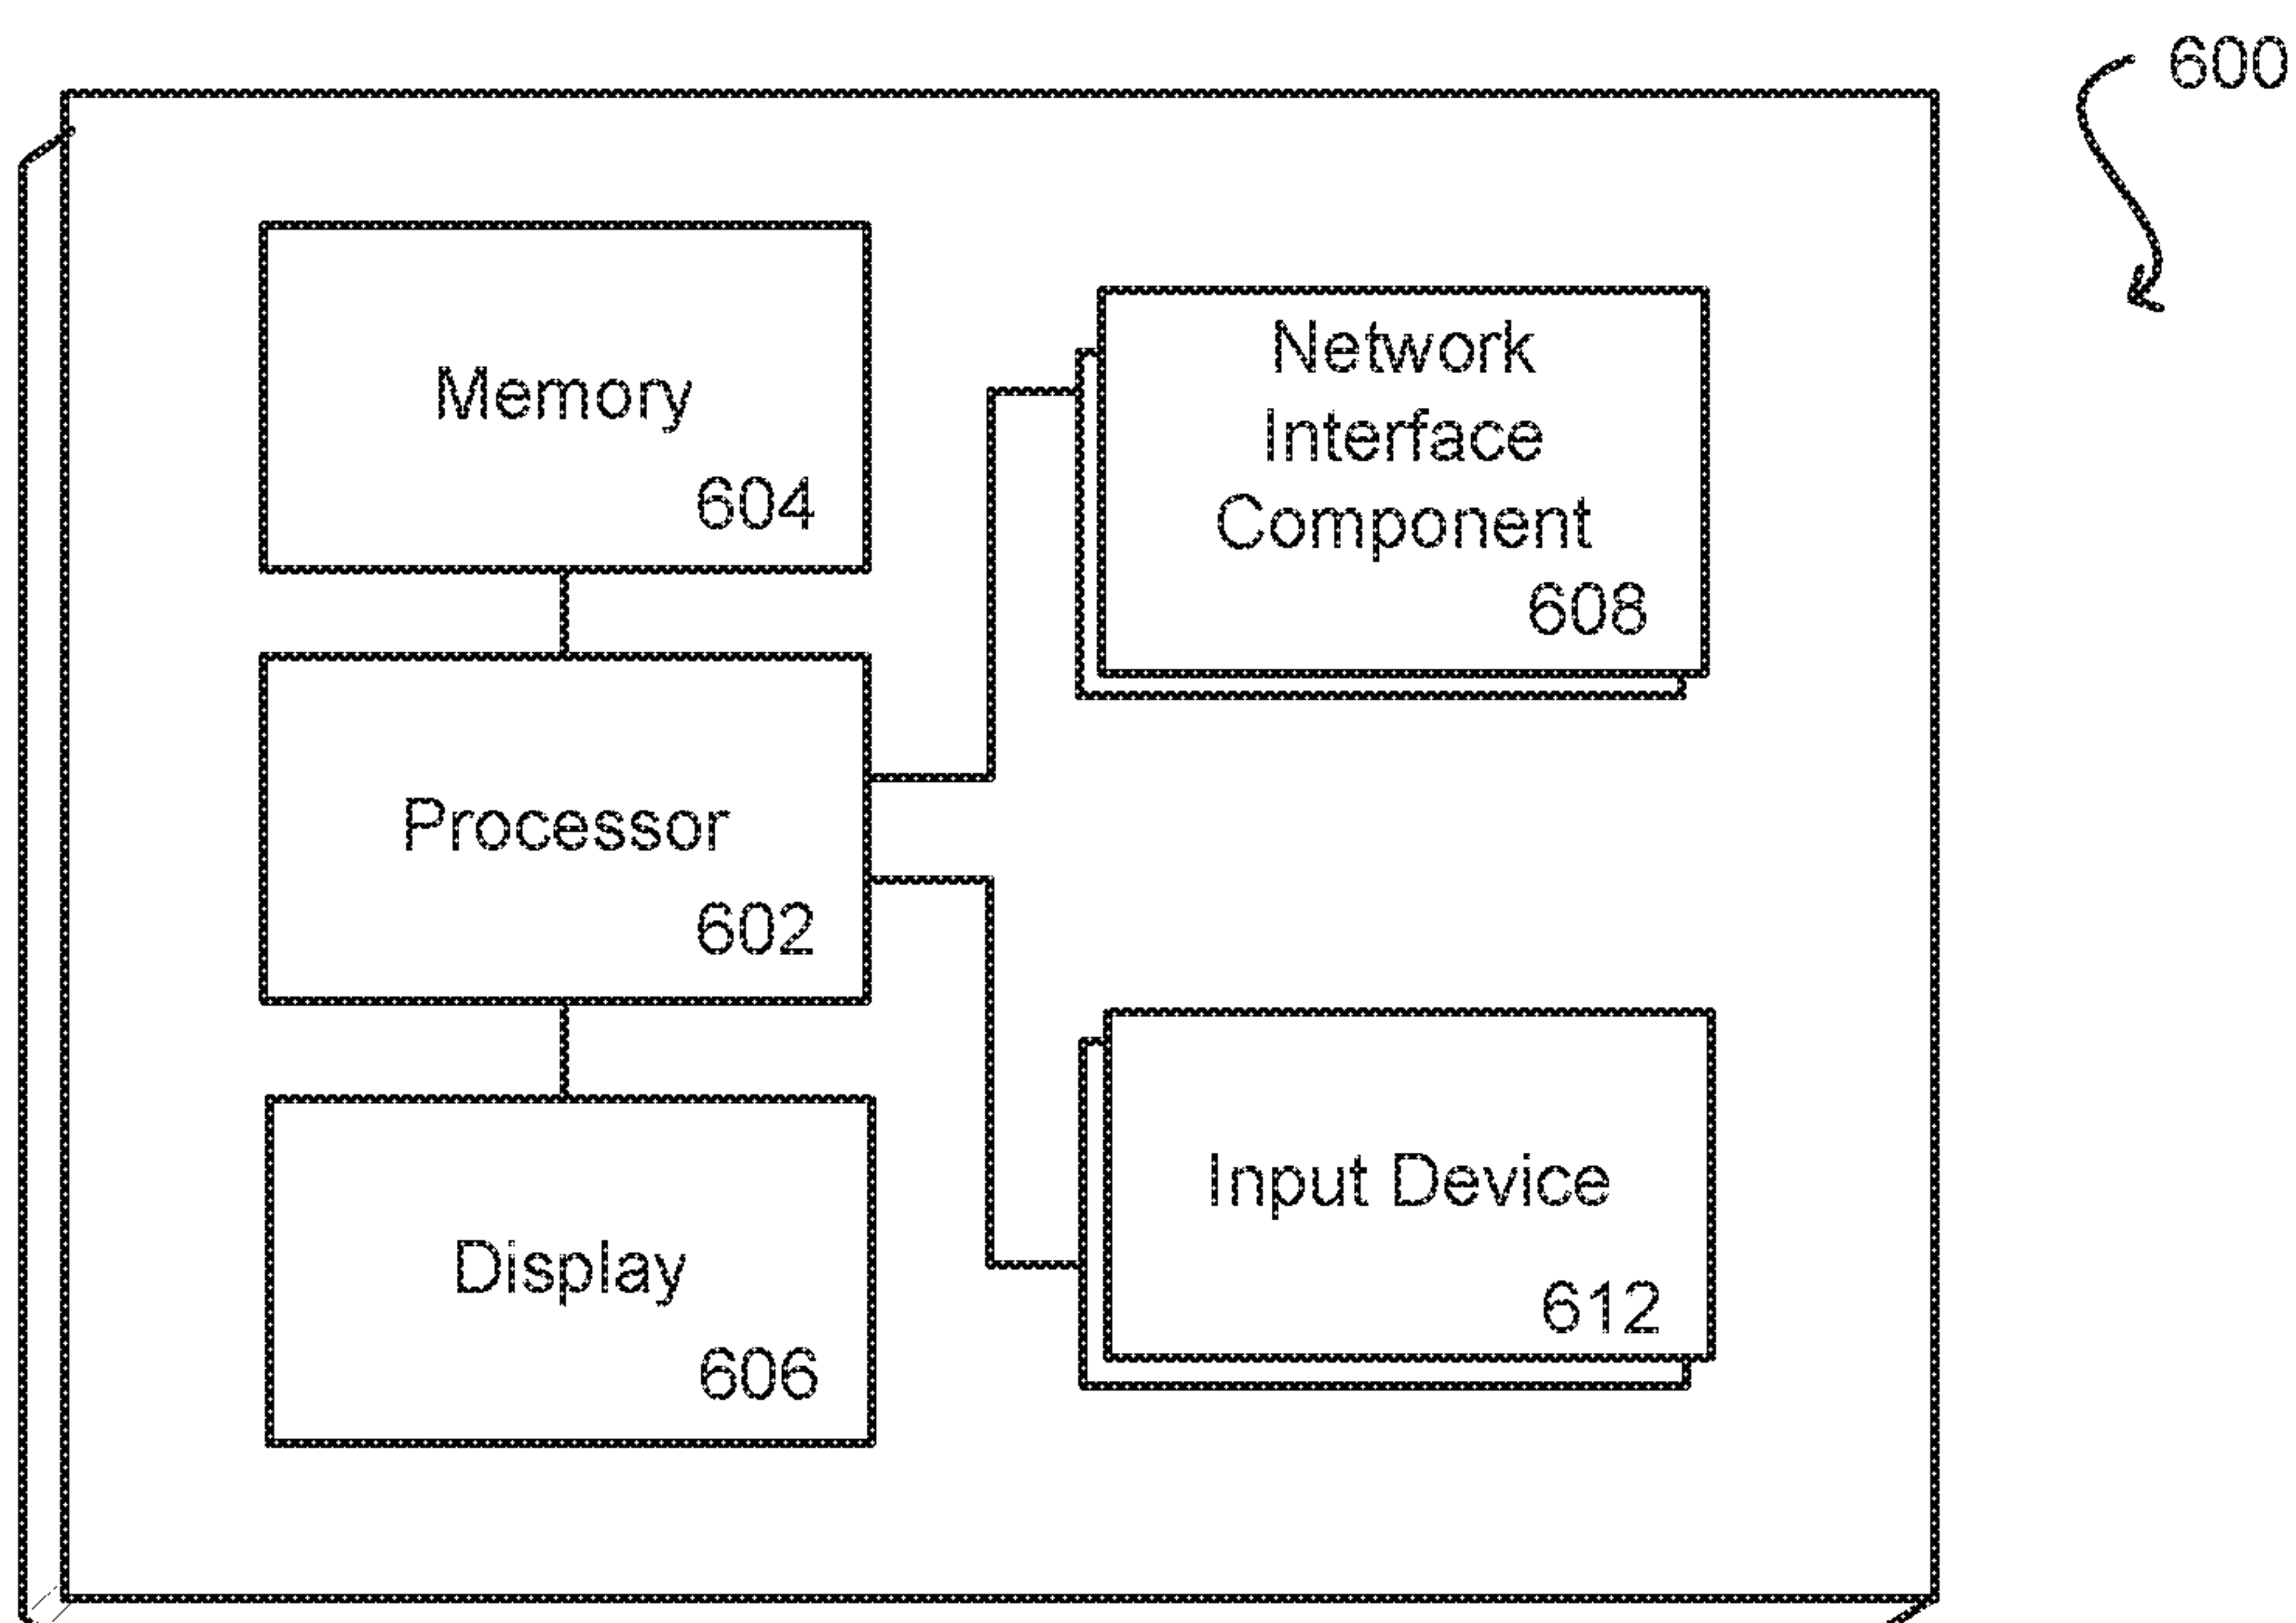 600
Memory
604
Network
Interface
Component
608
Processor
602
Display
606
Input Device
612